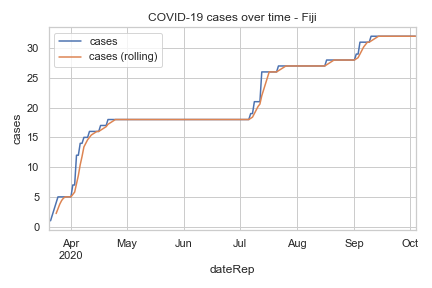 COVID-19 cases over time - Fiji
cases
cases (rolling)
cases
30
25
20
15
10
5
0
Apr May Jun Jul Aug Sep Oct
2020
dateRep